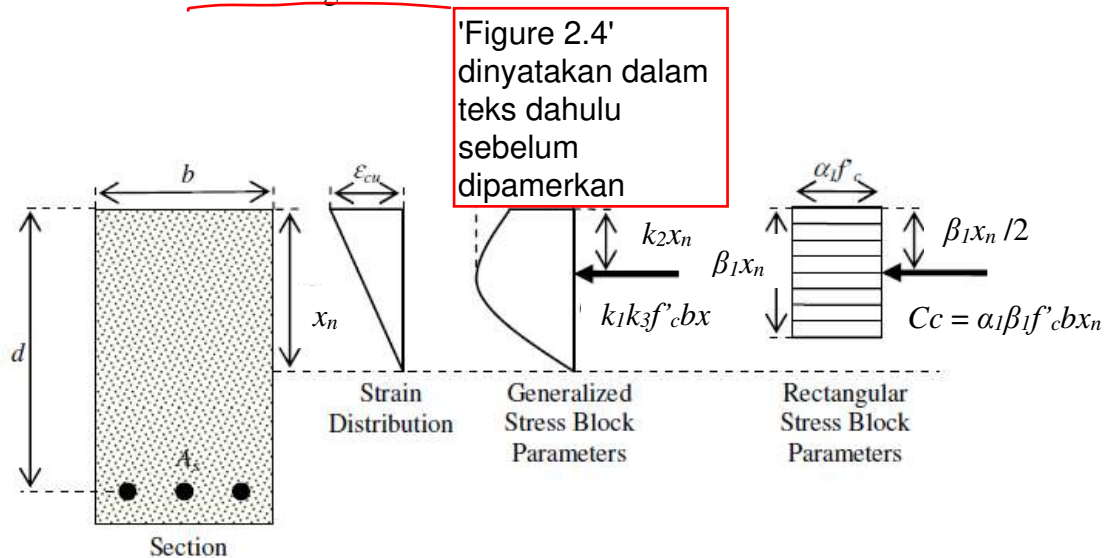 'Figure 2.4'
dinyatakan dalam
teks dahulu
sebelum
dipamerkan
b
εcu
α1f'c
d
xn
k2x n
k1k3f'cbx
β1xn
β1xn /2
Cc = α1β1f'cbxn
As
Strain
Distribution
Generalized
Stress Block
Parameters
Rectangular
Stress Block
Parameters
Section